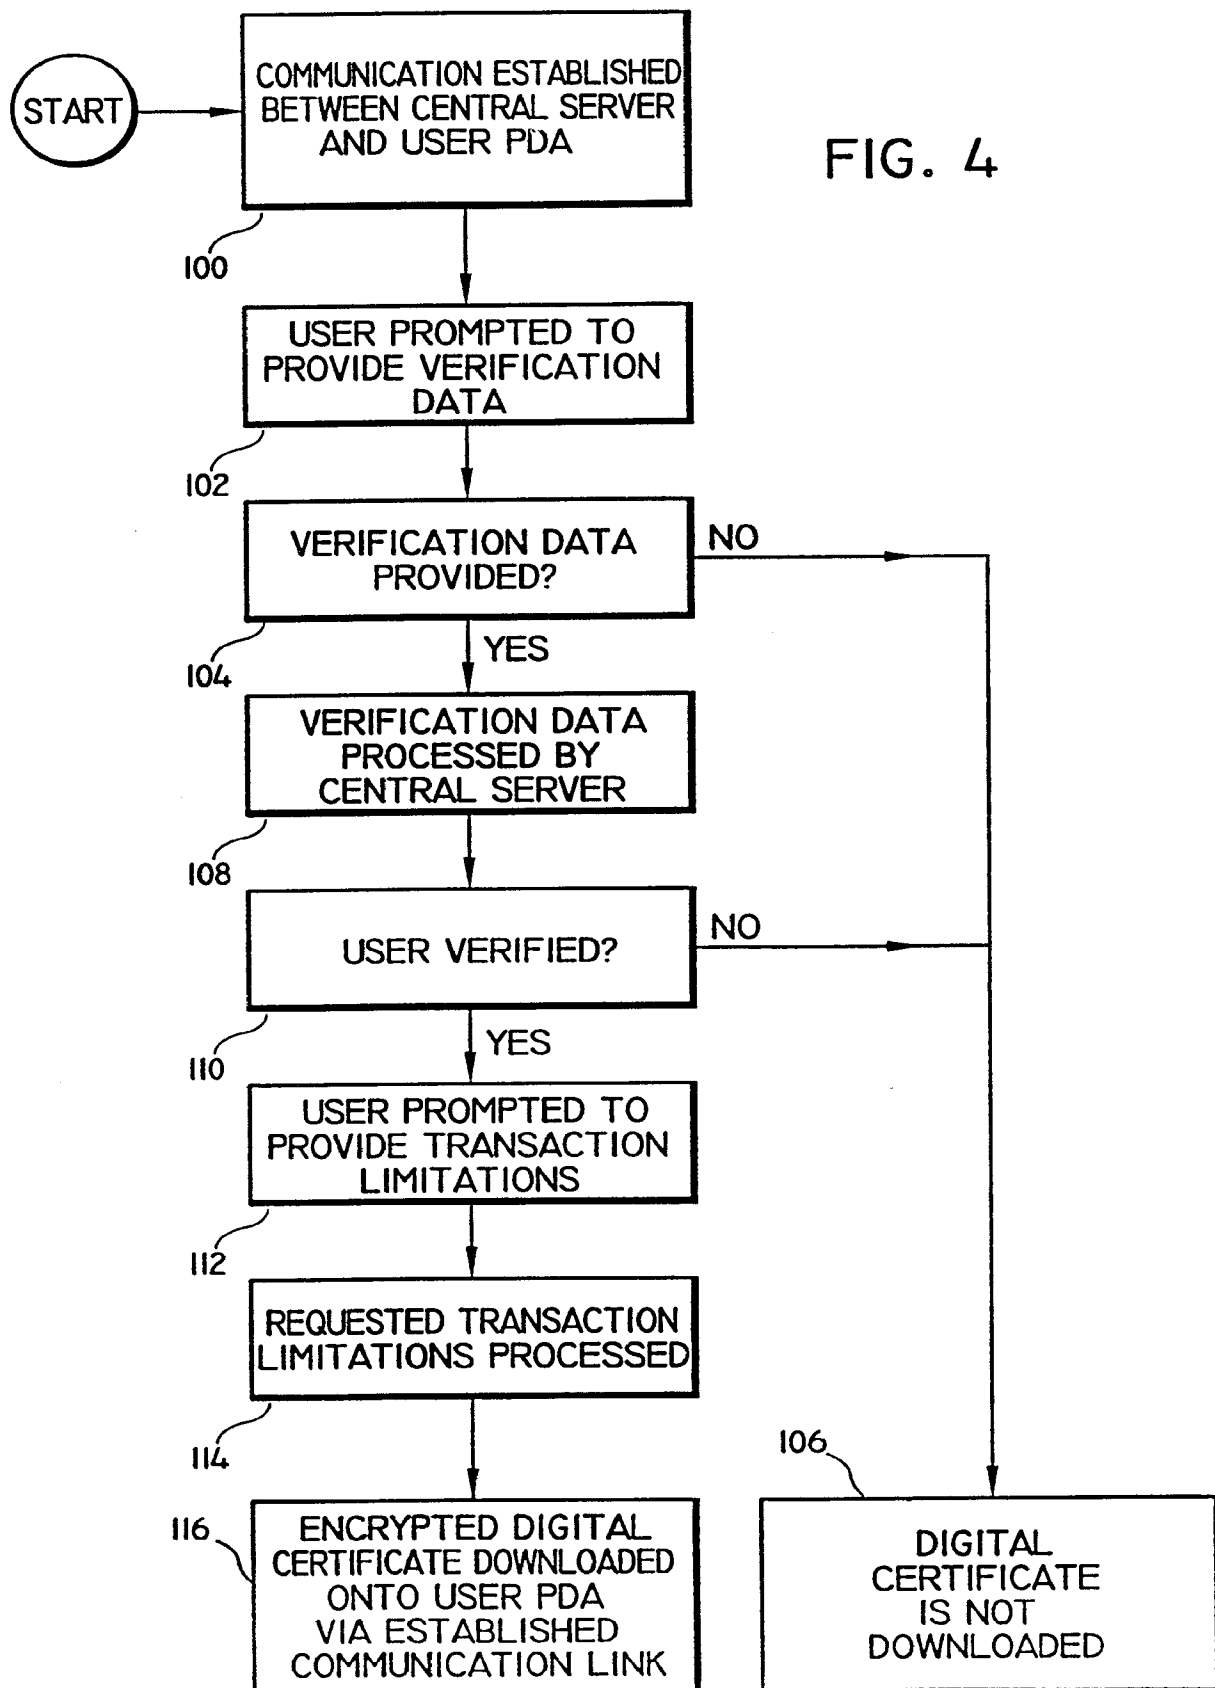 START
COMMUNICATION ESTABLISHED
BETWEEN CENTRAL SERVER
AND USER PDA
FIG. 4
100
USER PROMPTED TO
PROVIDE VERIFICATION
DATA
102
VERIFICATION DATA
PROVIDED?
NO
104
YES
VERIFICATION DATA
PROCESSED BY
CENTRAL SERVER
108
USER VERIFIED?
NO
110
YES
USER PROMPTED TO
PROVIDE TRANSACTION
LIMITATIONS
112
REQUESTED TRANSACTION
LIMITATIONS PROCESSED
114
116
ENCRYPTED DIGITAL
CERTIFICATE DOWNLOADED
ONTO USER PDA
VIA ESTABLISHED
COMMUNICATION LINK
106
DIGITAL
CERTIFICATE
IS NOT
DOWNLOADED